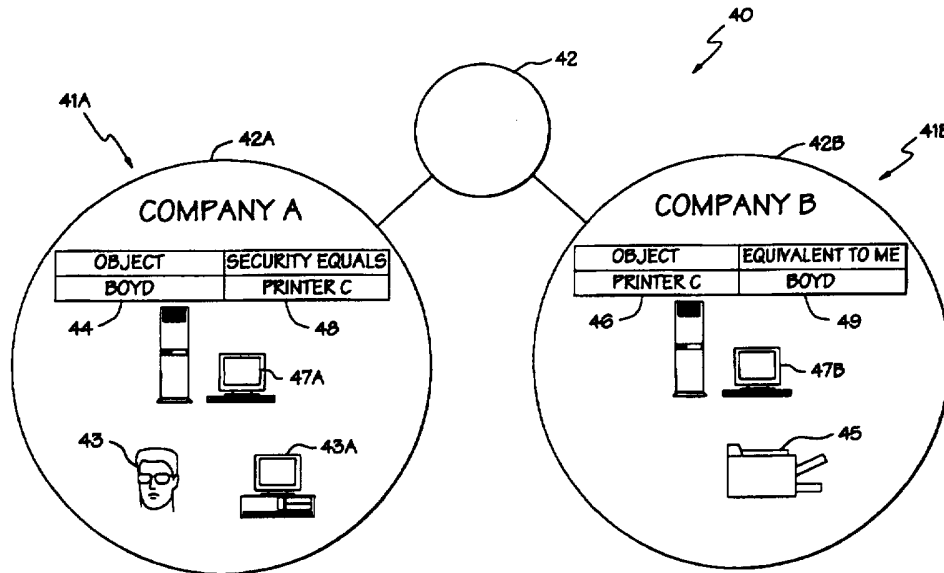 40
42
41A
42A
42B
41B
COMPANY A
COMPANY B
OBJECT SECURITY EQUALS
BOYD PRINTER C
OBJECT EQUIVALENT TO ME
PRINTER C BOYD
44
48
46
49
47A
47B
43
43A
45